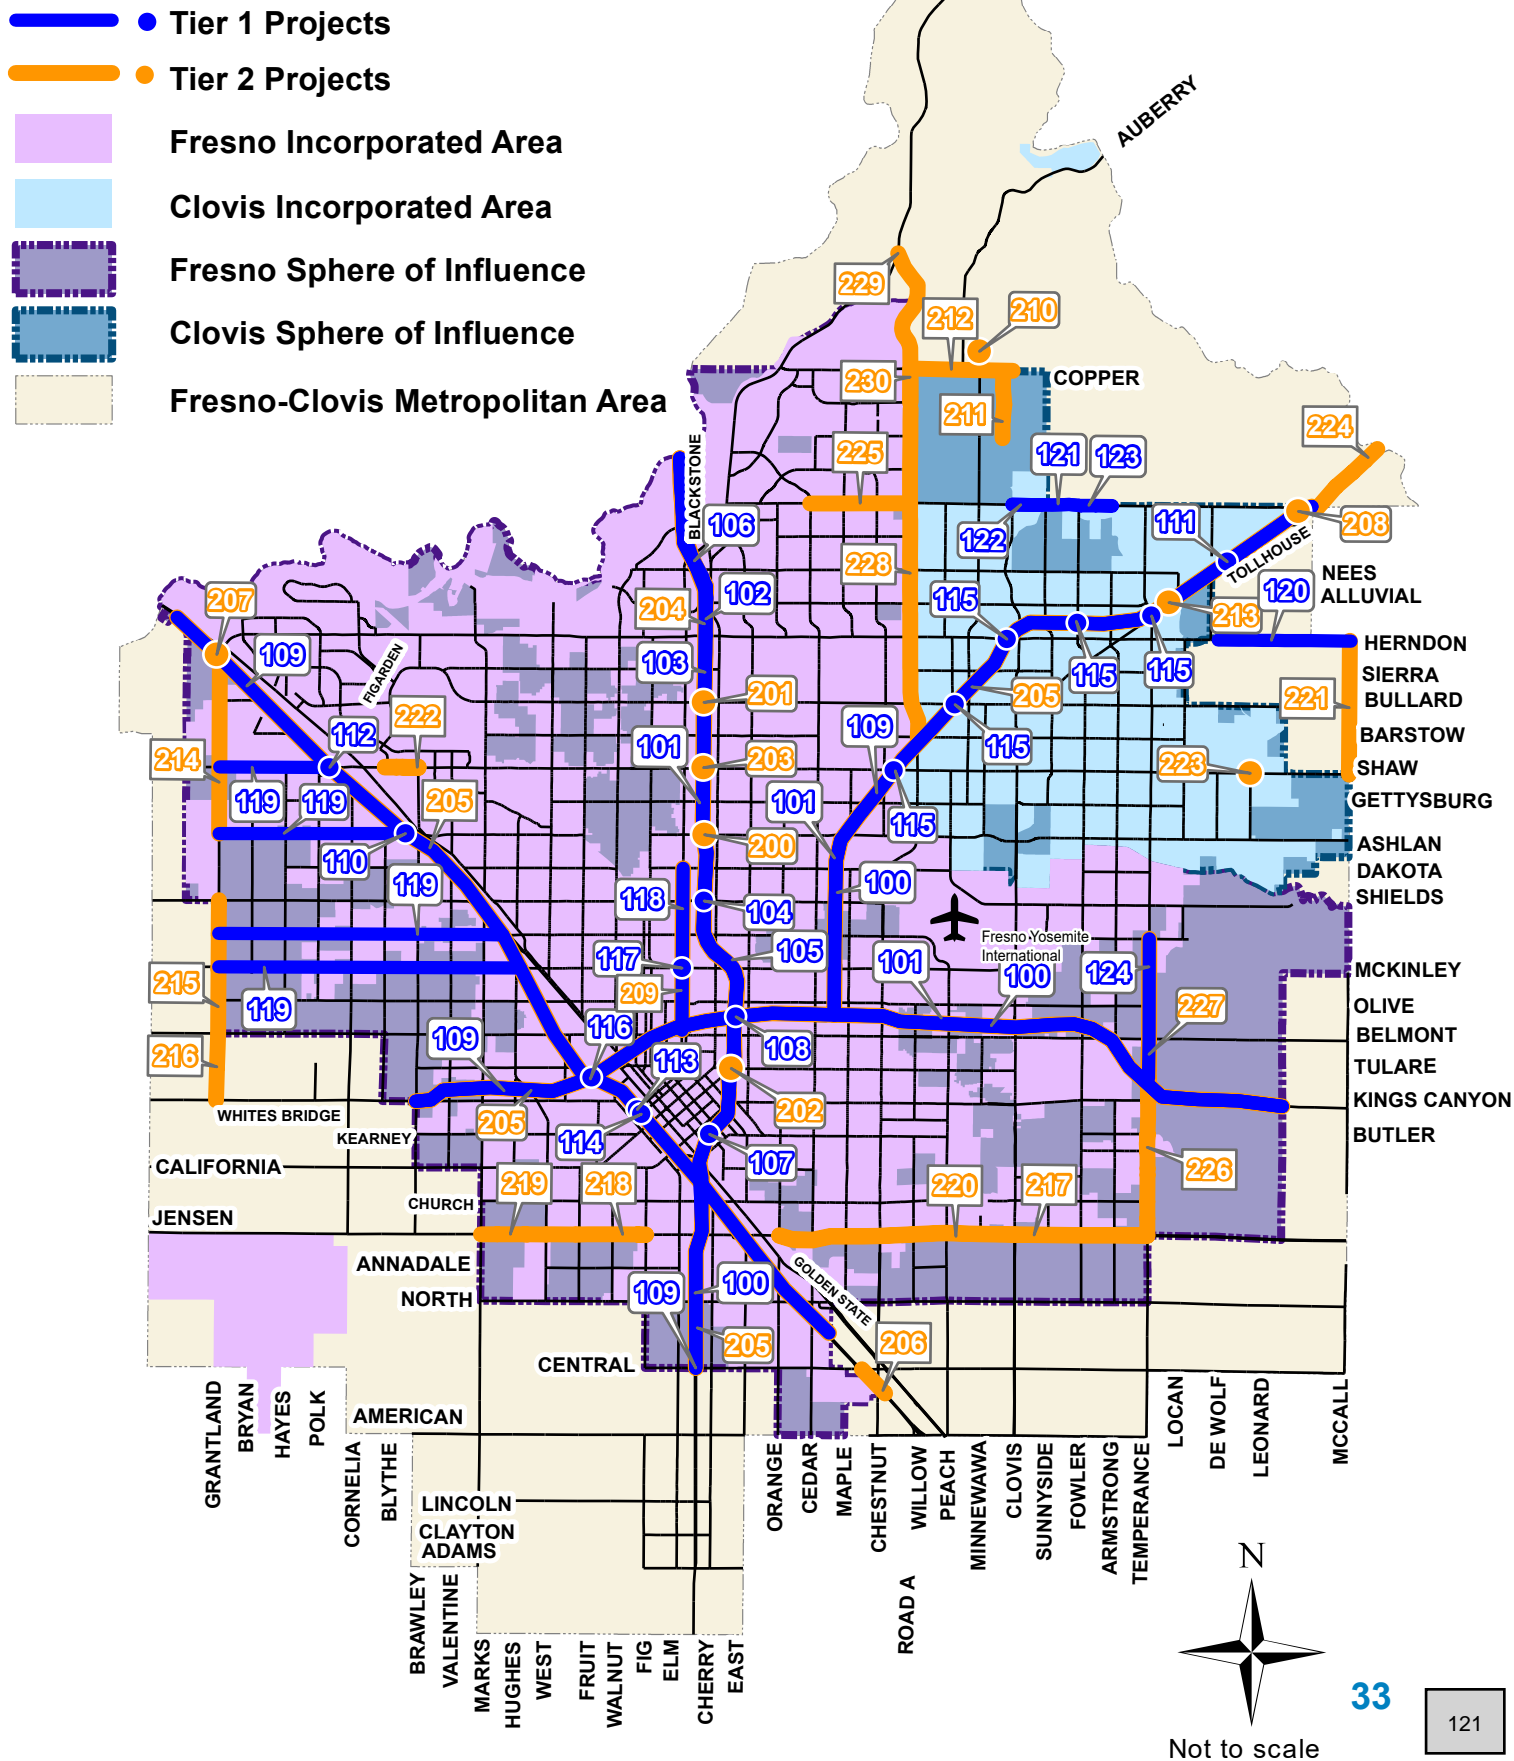 Tier 1 Projects
Tier 2 Projects
Fresno Incorporated Area
Clovis Incorporated Area
Fresno Sphere of Influence
Clovis Sphere of Influence
Fresno-Clovis Metropolitan Area
AUBERRY
229
212
210
230
COPPER
211
224
225
121
123
BLACKSTONE
106
122
111
208
TOLLHOUSE
228
NEES
ALLUVIAL
120
207
204
102
115
213
109
FIGARDEN
103
HERNDON
SIERRA
BULLARD
115
115
205
201
221
222
112
109
115
BARSTOW
214
101
203
223
SHAW
119
119
205
101
GETTYSBURG
115
200
ASHLAN
110
DAKOTA
119
118
100
SHIELDS
104
Fresno Yosemite
International
117
105
101
100
124
MCKINLEY
215
209
119
227
OLIVE
116
BELMONT
109
113
108
216
TULARE
202
WHITES BRIDGE
205
KINGS CANYON
KEARNEY
114
BUTLER
CALIFORNIA
107
226
219
218
220
217
CHURCH
JENSEN
ANNADALE
GOLDEN STATE
109
100
NORTH
205
206
CENTRAL
AMERICAN
GRANTLAND
BRYAN
HAYES
POLK
CORNELIA
BLYTHE
LINCOLN
CLAYTON
ADAMS
BRAWLEY
VALENTINE
MARKS
HUGHES
WEST
FRUIT
WALNUT
FIG
ELM
CHERRY
EAST
ORANGE
CEDAR
MAPLE
CHESTNUT
ROAD A
WILLOW
PEACH
MINNEWAWA
CLOVIS
SUNNYSIDE
FOWLER
ARMSTRONG
TEMPERANCE
LOCAN
DE WOLF
LEONARD
MCCALL
N
Not to scale
33
121